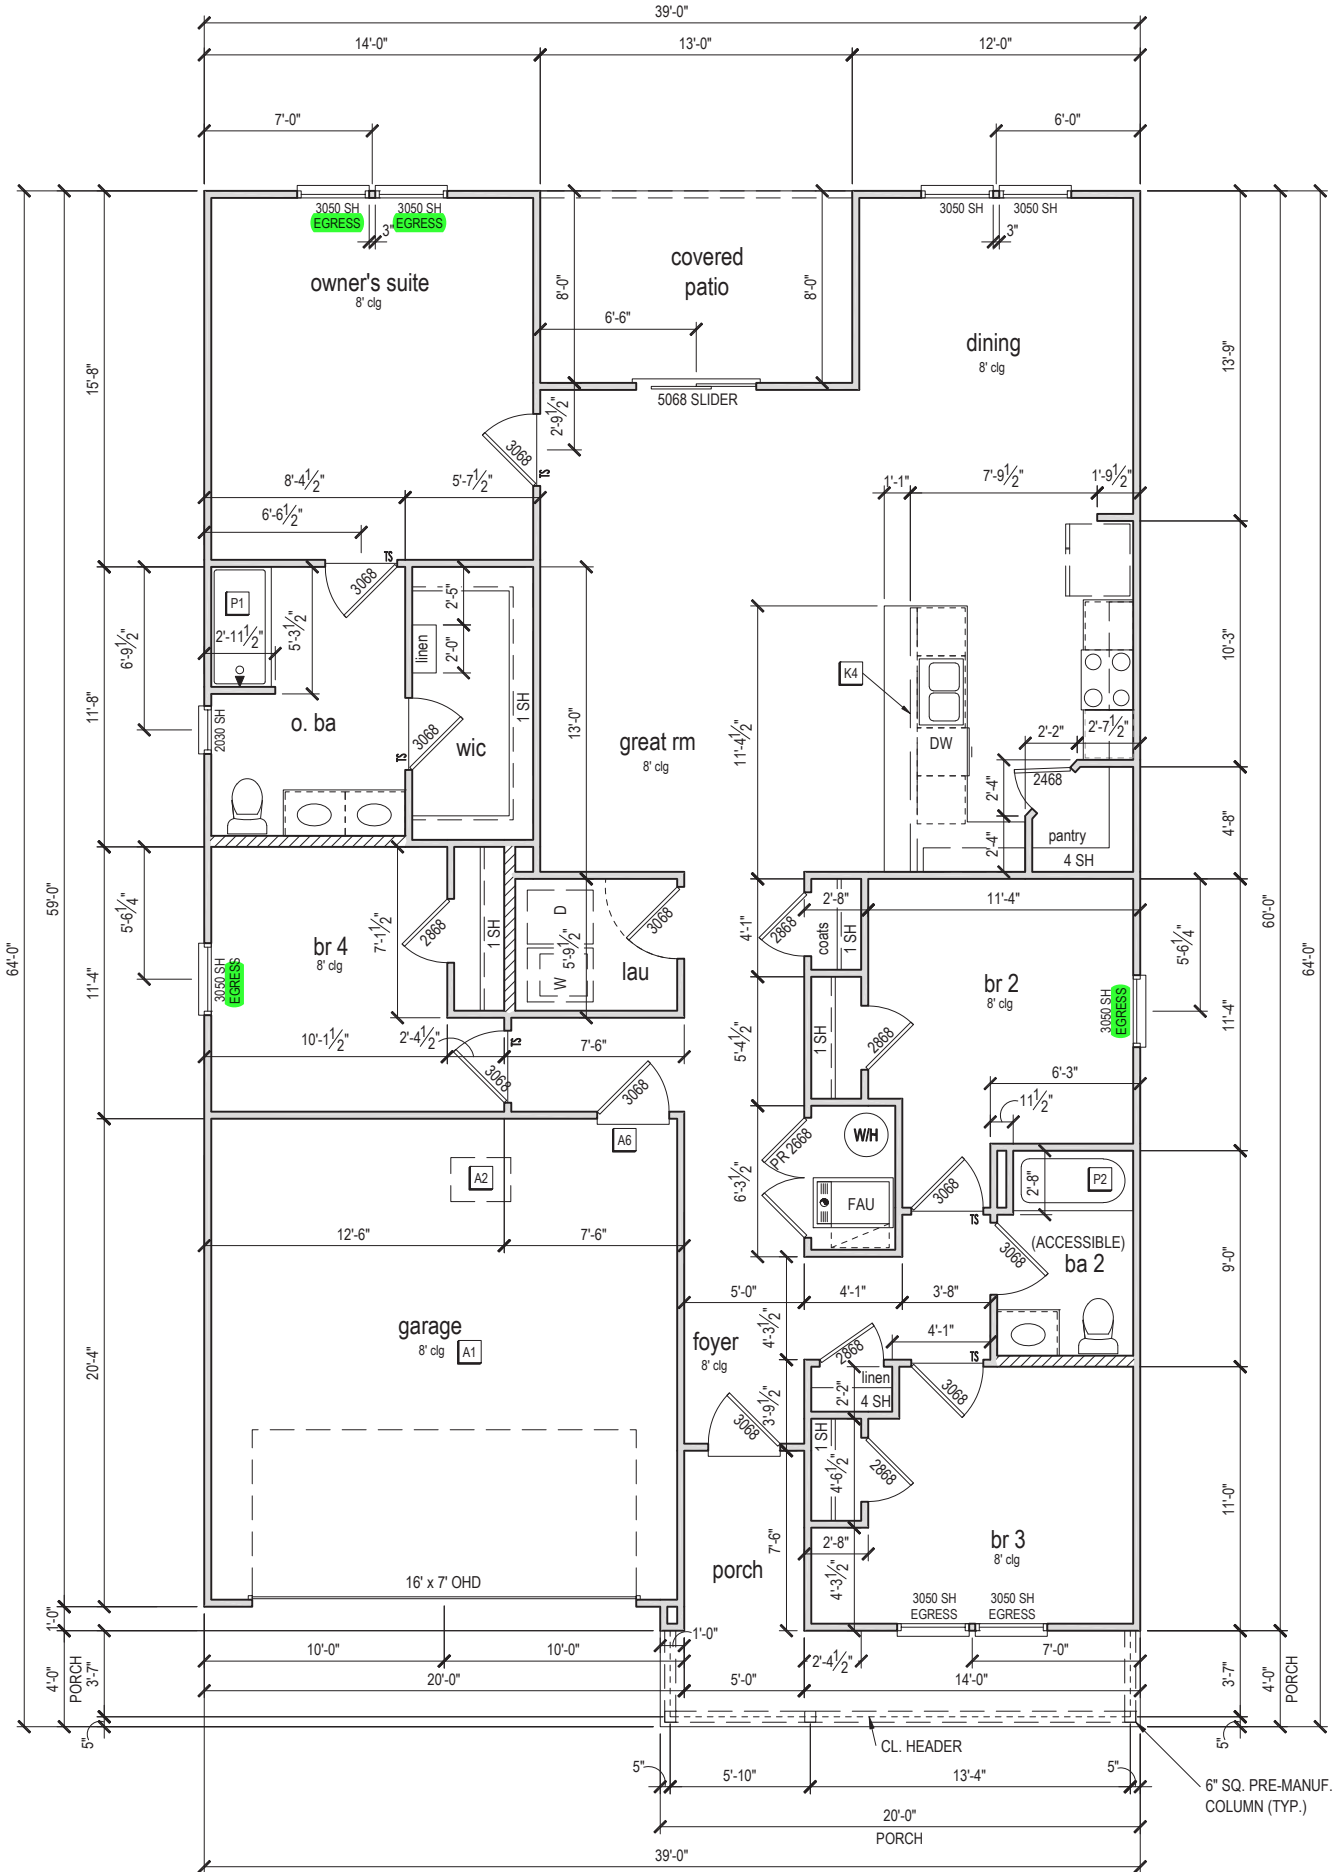 39'-0"
14'-0"
13'-0"
12'-0"
7'-0"
6'-0"
3050 SH
EGRESS
3050 SH
EGRESS
3"
3050 SH
3050 SH
3"
owner's suite
8' clg
covered
patio
8'-0"
8'-0"
6'-6"
dining
8' clg
13'-9"
15'-8"
5068 SLIDER
2'-9½"
3068
TS
8'-4½"
5'-7½"
6'-6½"
1'-1"
7'-9½"
1'-9½"
TS
3068
P1
2'-11½"
5'-3½"
6'-9½"
11'-8"
2'-5"
linen
2'-0"
1 SH
2030 SH
o. ba
3068
TS
wic
13'-0"
great rm
8' clg
11'-4½"
K4
DW
10'-3"
2'-2"
2'-7½"
2468
2'-4"
2'-4"
pantry
4 SH
4'-8"
64'-0"
59'-0"
5'-6¼"
11'-4"
3050 SH
EGRESS
br 4
8' clg
7'-1½"
2868
1 SH
D
W
5'-9½"
3068
lau
4'-1"
2868
2'-8"
coats
1 SH
11'-4"
br 2
8' clg
5'-6¼"
3050 SH
EGRESS
11'-4"
60'-0"
64'-0"
10'-1½"
2'-4½"
TS
7'-6"
3068
3068
A6
5'-4½"
1 SH
2868
6'-3"
11½"
PR 2668
W/H
6'-3½"
FAU
3068
TS
2'-8"
P2
(ACCESSIBLE)
ba 2
3068
9'-0"
A2
12'-6"
7'-6"
5'-0"
4'-1"
3'-8"
4'-3½"
garage
8' clg
A1
20'-4"
foyer
8' clg
4'-1"
2868
TS
linen
4 SH
2'-2"
3068
3'-9½"
3068
1 SH
4'-6½"
2868
11'-0"
7'-6"
2'-8"
4'-3½"
br 3
8' clg
porch
16' x 7' OHD
3050 SH
EGRESS
3050 SH
EGRESS
1'-0"
1'-0"
10'-0"
10'-0"
2'-4½"
7'-0"
20'-0"
5'-0"
14'-0"
4'-0"
PORCH
3'-7"
5"
3'-7"
4'-0"
PORCH
5"
CL. HEADER
5"
5'-10"
13'-4"
5"
6" SQ. PRE-MANUF.
COLUMN (TYP.)
20'-0"
PORCH
39'-0"